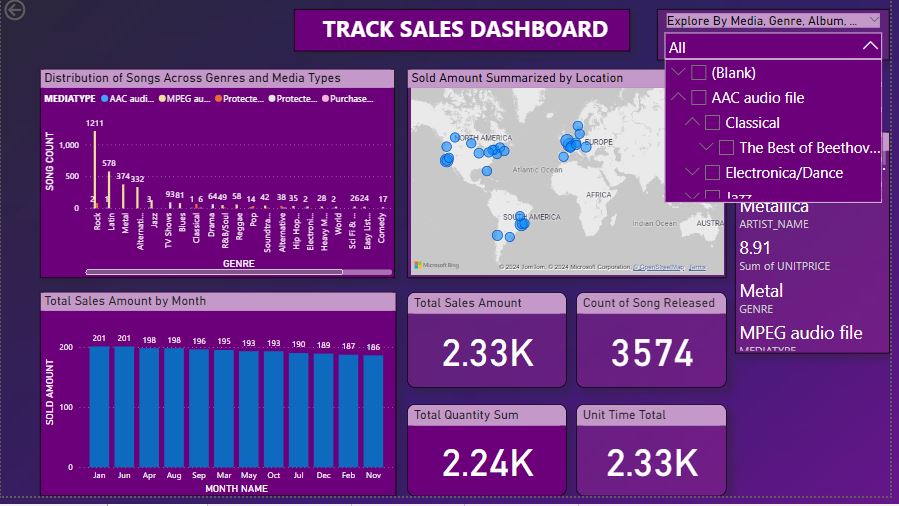 TRACK SALES DASHBOARD
Explore By Media, Genre, Album, ...
All
(Blank)
AAC audio file
Classical
The Best of Beethov...
Electronica/Dance
Jazz
Distribution of Songs Across Genres and Media Types
MEDIATYPE AAC audi... MPEG au... Protecte... Protecte... Purchase...
SONG COUNT
1,000
500
0
1211
578
374
332
2
1
3
93
81
1
6
64
49
58
14
42
38
35
2
28
2
26
24
17
Rock
Latin
Metal
Alternati...
Jazz
TV Shows
Blues
Classical
Drama
R&B/Soul
Reggae
Pop
Soundtra...
Alternative
Hip Hop...
Electroni...
Heavy M...
World
Sci Fi & ...
Easy List...
Comedy
GENRE
Sold Amount Summarized by Location
NORTH AMERICA
EUROPE
Atlantic Ocean
AFRICA
SOUTH AMERICA
Indian Ocean
AUSTRA
Microsoft Bing
© 2024 TomTom, © 2024 Microsoft Corporation, © OpenStreetMap Terms
Metallica
ARTIST_NAME
8.91
Sum of UNITPRICE
Metal
GENRE
MPEG audio file
MEDIATYPE
Total Sales Amount by Month
SOLD AMOUNT
200
100
0
201 201 198 198 196 195 193 193 190 189 187 186
Jan Jun Apr Aug Sep Mar May Oct Jul Dec Feb Nov
MONTH NAME
Total Sales Amount
2.33K
Count of Song Released
3574
Total Quantity Sum
2.24K
Unit Time Total
2.33K